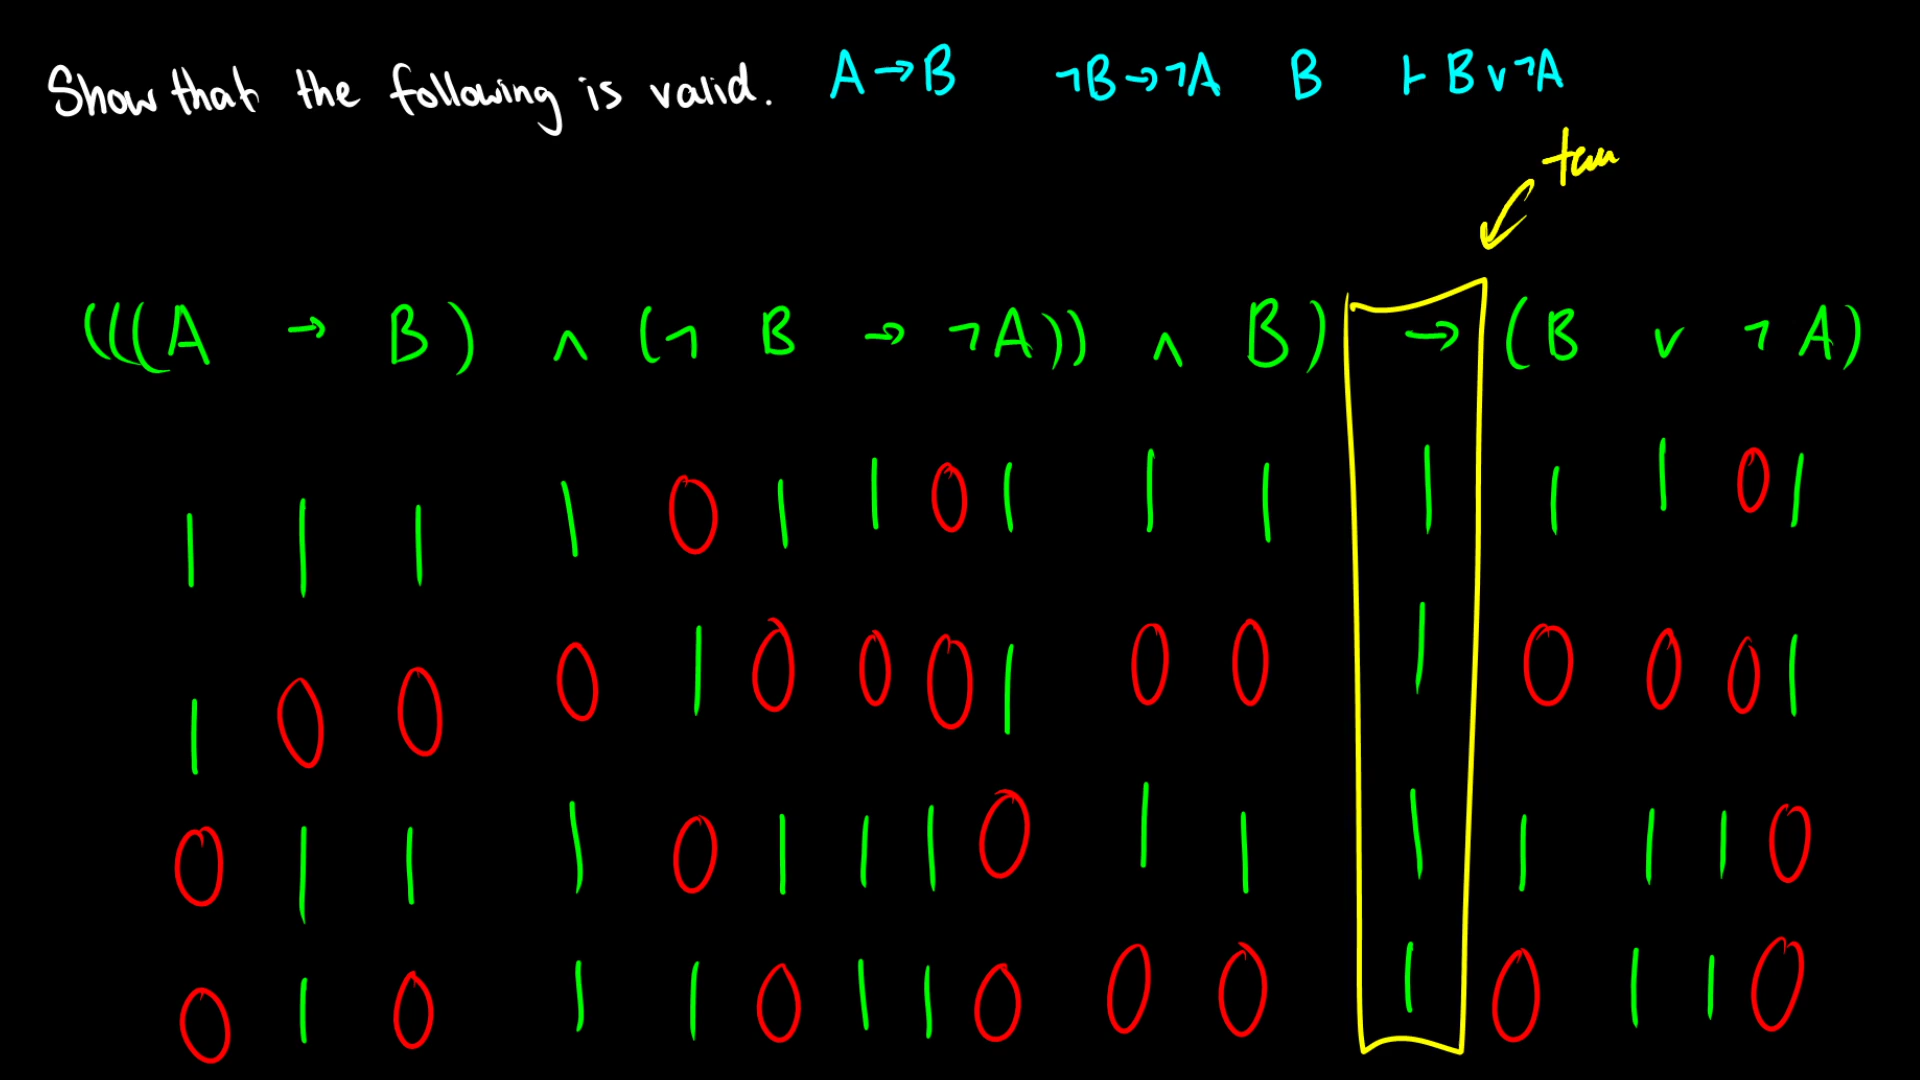 Show that the following is valid. A → B ¬B → ¬A B ⊢ B ∨ ¬A
tau
(((A → B) ∧ (¬ B → ¬A)) ∧ B) → (B ∨ ¬ A)
1 1 1 1 0 1 1 0 1 1 1 1 1 1 0 1
1 0 0 0 1 0 0 0 1 0 0 1 0 0 0 1
0 1 1 1 0 1 1 1 0 1 1 1 1 1 1 0
0 1 0 1 1 0 1 1 0 0 0 1 0 1 1 0